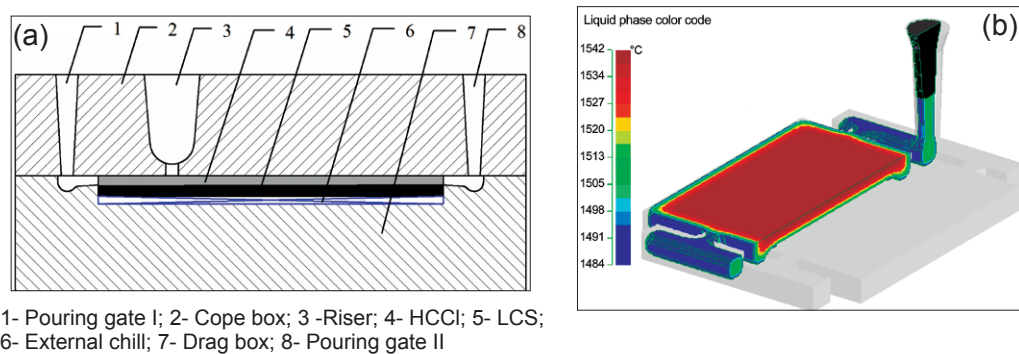 (a)
1 2 3 4 5 6 7 8
1- Pouring gate I; 2- Cope box; 3 -Riser; 4- HCCI; 5- LCS;
6- External chill; 7- Drag box; 8- Pouring gate II
(b)
Liquid phase color code
1542 °C
1534
1527
1520
1513
1505
1498
1491
1484